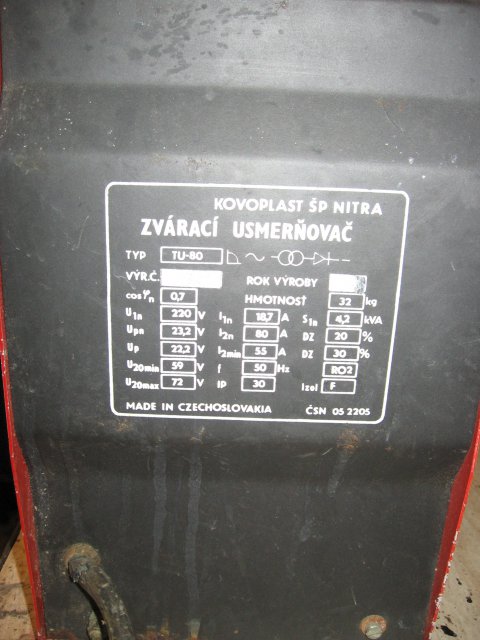 KOVOPLAST ŠP NITRA
ZVÁRACÍ USMERŇOVAČ
TYP TU-80
VÝR.Č. ROK VÝROBY
cos φn 0,7 HMOTNOSŤ 32 kg
U1n 220 V I1n 18,7 A S1n 4,2 kVA
Upn 23,2 V I2n 80 A DZ 20 %
Up 22,2 V I2min 55 A DZ 30 %
U20min 59 V f 50 Hz RO2
U20max 72 V IP 30 Izol F
MADE IN CZECHOSLOVAKIA ČSN 05 2205